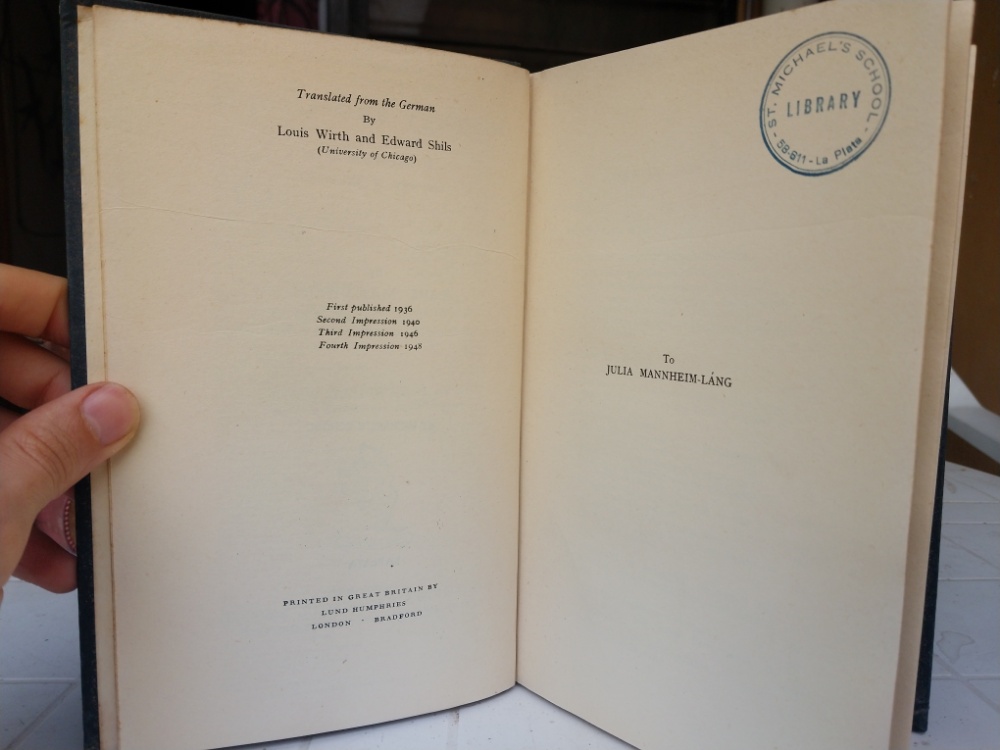 Translated from the German
By
Louis Wirth and Edward Shils
(University of Chicago)
First published 1936
Second Impression 1940
Third Impression 1946
Fourth Impression 1948
PRINTED IN GREAT BRITAIN BY
LUND HUMPHRIES
LONDON · BRADFORD
ST. MICHAEL'S SCHOOL
LIBRARY
58-611 - La Plata
To
JULIA MANNHEIM-LÁNG